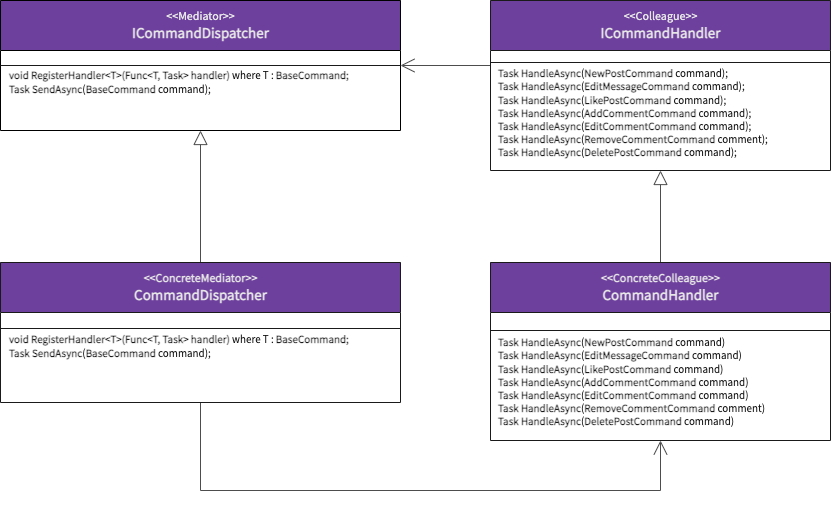 <<Mediator>>
ICommandDispatcher
void RegisterHandler<T>(Func<T, Task> handler) where T : BaseCommand;
Task SendAsync(BaseCommand command);
<<Colleague>>
ICommandHandler
Task HandleAsync(NewPostCommand command);
Task HandleAsync(EditMessageCommand command);
Task HandleAsync(LikePostCommand command);
Task HandleAsync(AddCommentCommand command);
Task HandleAsync(EditCommentCommand command);
Task HandleAsync(RemoveCommentCommand comment);
Task HandleAsync(DeletePostCommand command);
<<ConcreteMediator>>
CommandDispatcher
void RegisterHandler<T>(Func<T, Task> handler) where T : BaseCommand;
Task SendAsync(BaseCommand command);
<<ConcreteColleague>>
CommandHandler
Task HandleAsync(NewPostCommand command)
Task HandleAsync(EditMessageCommand command)
Task HandleAsync(LikePostCommand command)
Task HandleAsync(AddCommentCommand command)
Task HandleAsync(EditCommentCommand command)
Task HandleAsync(RemoveCommentCommand comment)
Task HandleAsync(DeletePostCommand command)